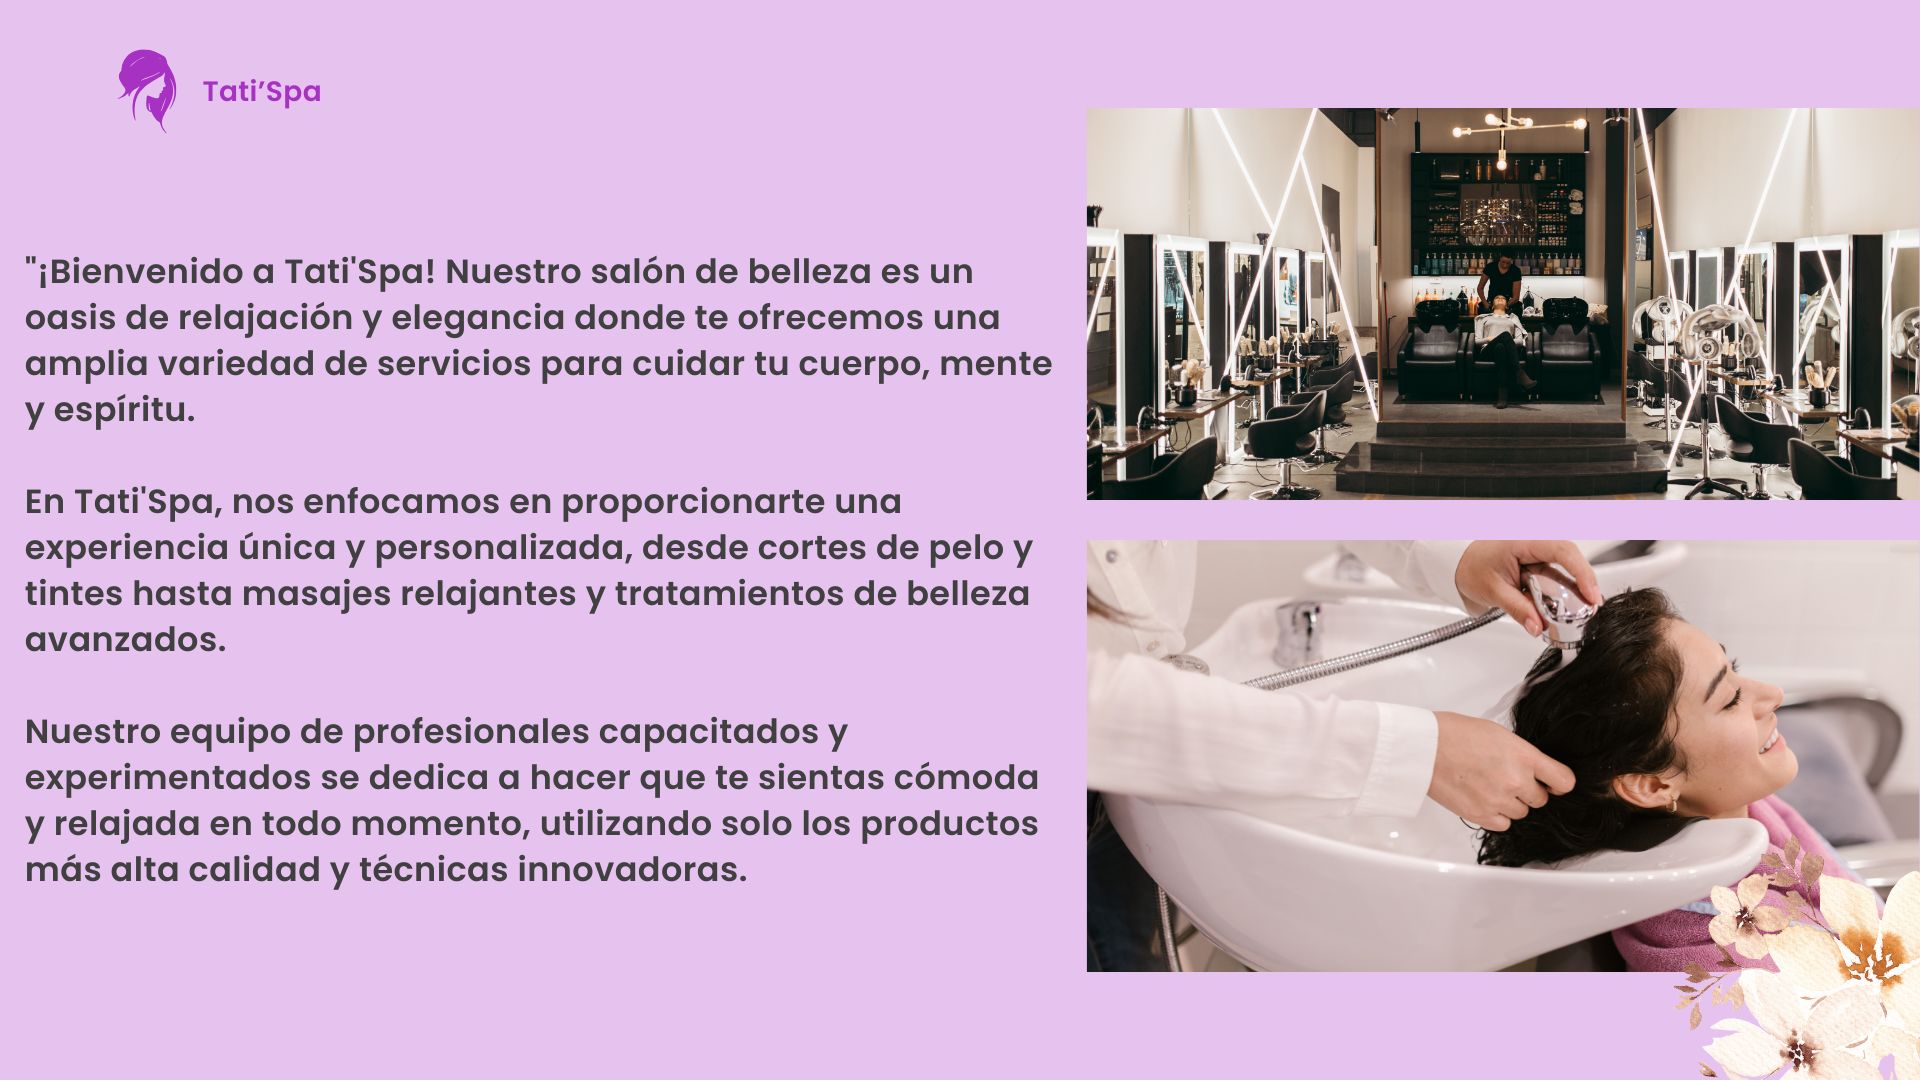 Tati’Spa
"¡Bienvenido a Tati'Spa! Nuestro salón de belleza es un
oasis de relajación y elegancia donde te ofrecemos una
amplia variedad de servicios para cuidar tu cuerpo, mente
y espíritu.
En Tati'Spa, nos enfocamos en proporcionarte una
experiencia única y personalizada, desde cortes de pelo y
tintes hasta masajes relajantes y tratamientos de belleza
avanzados.
Nuestro equipo de profesionales capacitados y
experimentados se dedica a hacer que te sientas cómoda
y relajada en todo momento, utilizando solo los productos
más alta calidad y técnicas innovadoras.